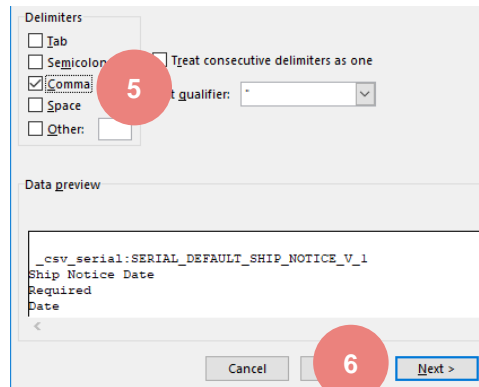 Delimiters
Tab
Semicolon
Treat consecutive delimiters as one
Comma
5
qualifier: "
Space
Other:
Data preview
_csv_serial:SERIAL_DEFAULT_SHIP_NOTICE_V_1
Ship Notice Date
Required
Date
<
Cancel
6
Next >